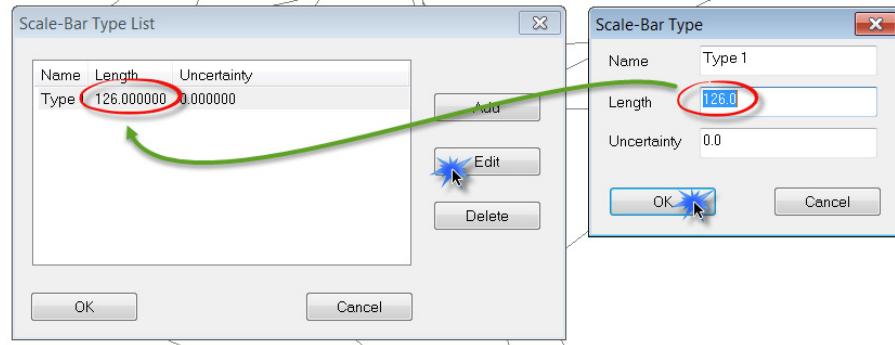 Scale-Bar Type List
Name Length Uncertainty
Type 126.000000 0.000000
Add
Edit
Delete
OK Cancel
Scale-Bar Type
Name Type 1
Length 126.0
Uncertainty 0.0
OK Cancel